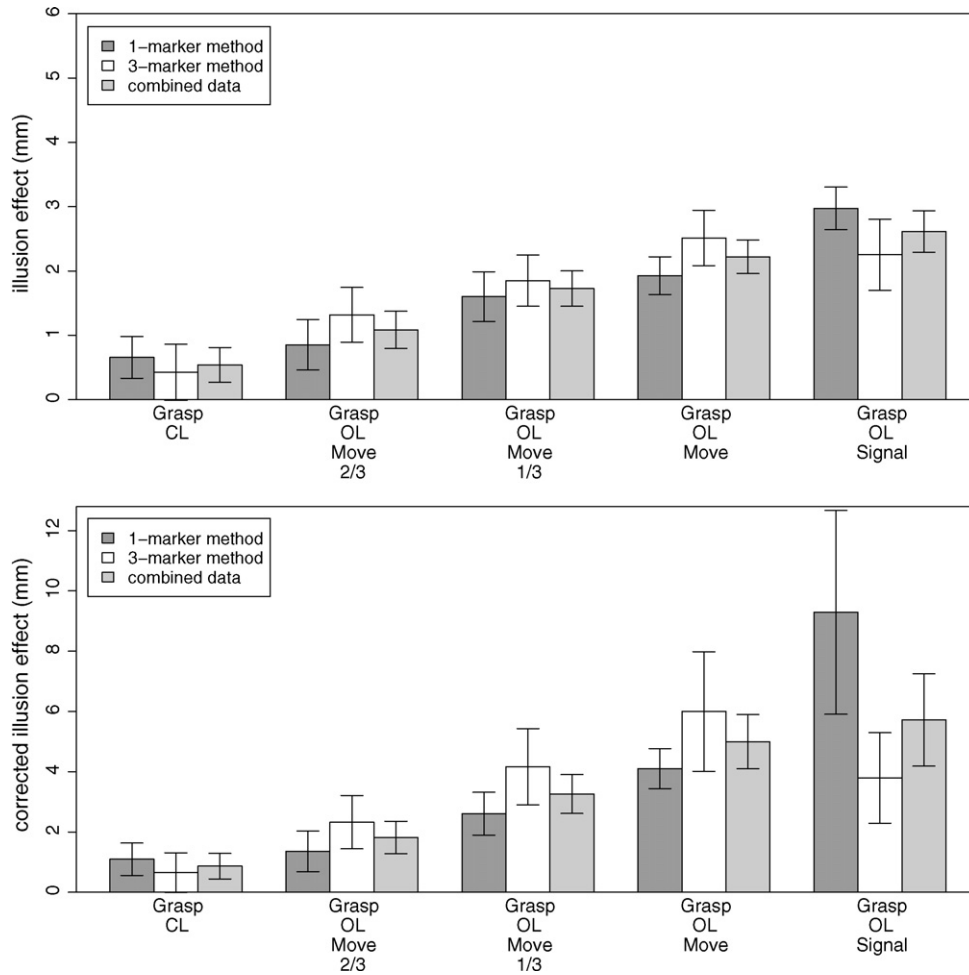 illusion effect (mm)
6
5
4
3
2
1
0
1−marker method
3−marker method
combined data
Grasp
CL
Grasp
OL
Move
2/3
Grasp
OL
Move
1/3
Grasp
OL
Move
Grasp
OL
Signal
corrected illusion effect (mm)
12
10
8
6
4
2
0
1−marker method
3−marker method
combined data
Grasp
CL
Grasp
OL
Move
2/3
Grasp
OL
Move
1/3
Grasp
OL
Move
Grasp
OL
Signal